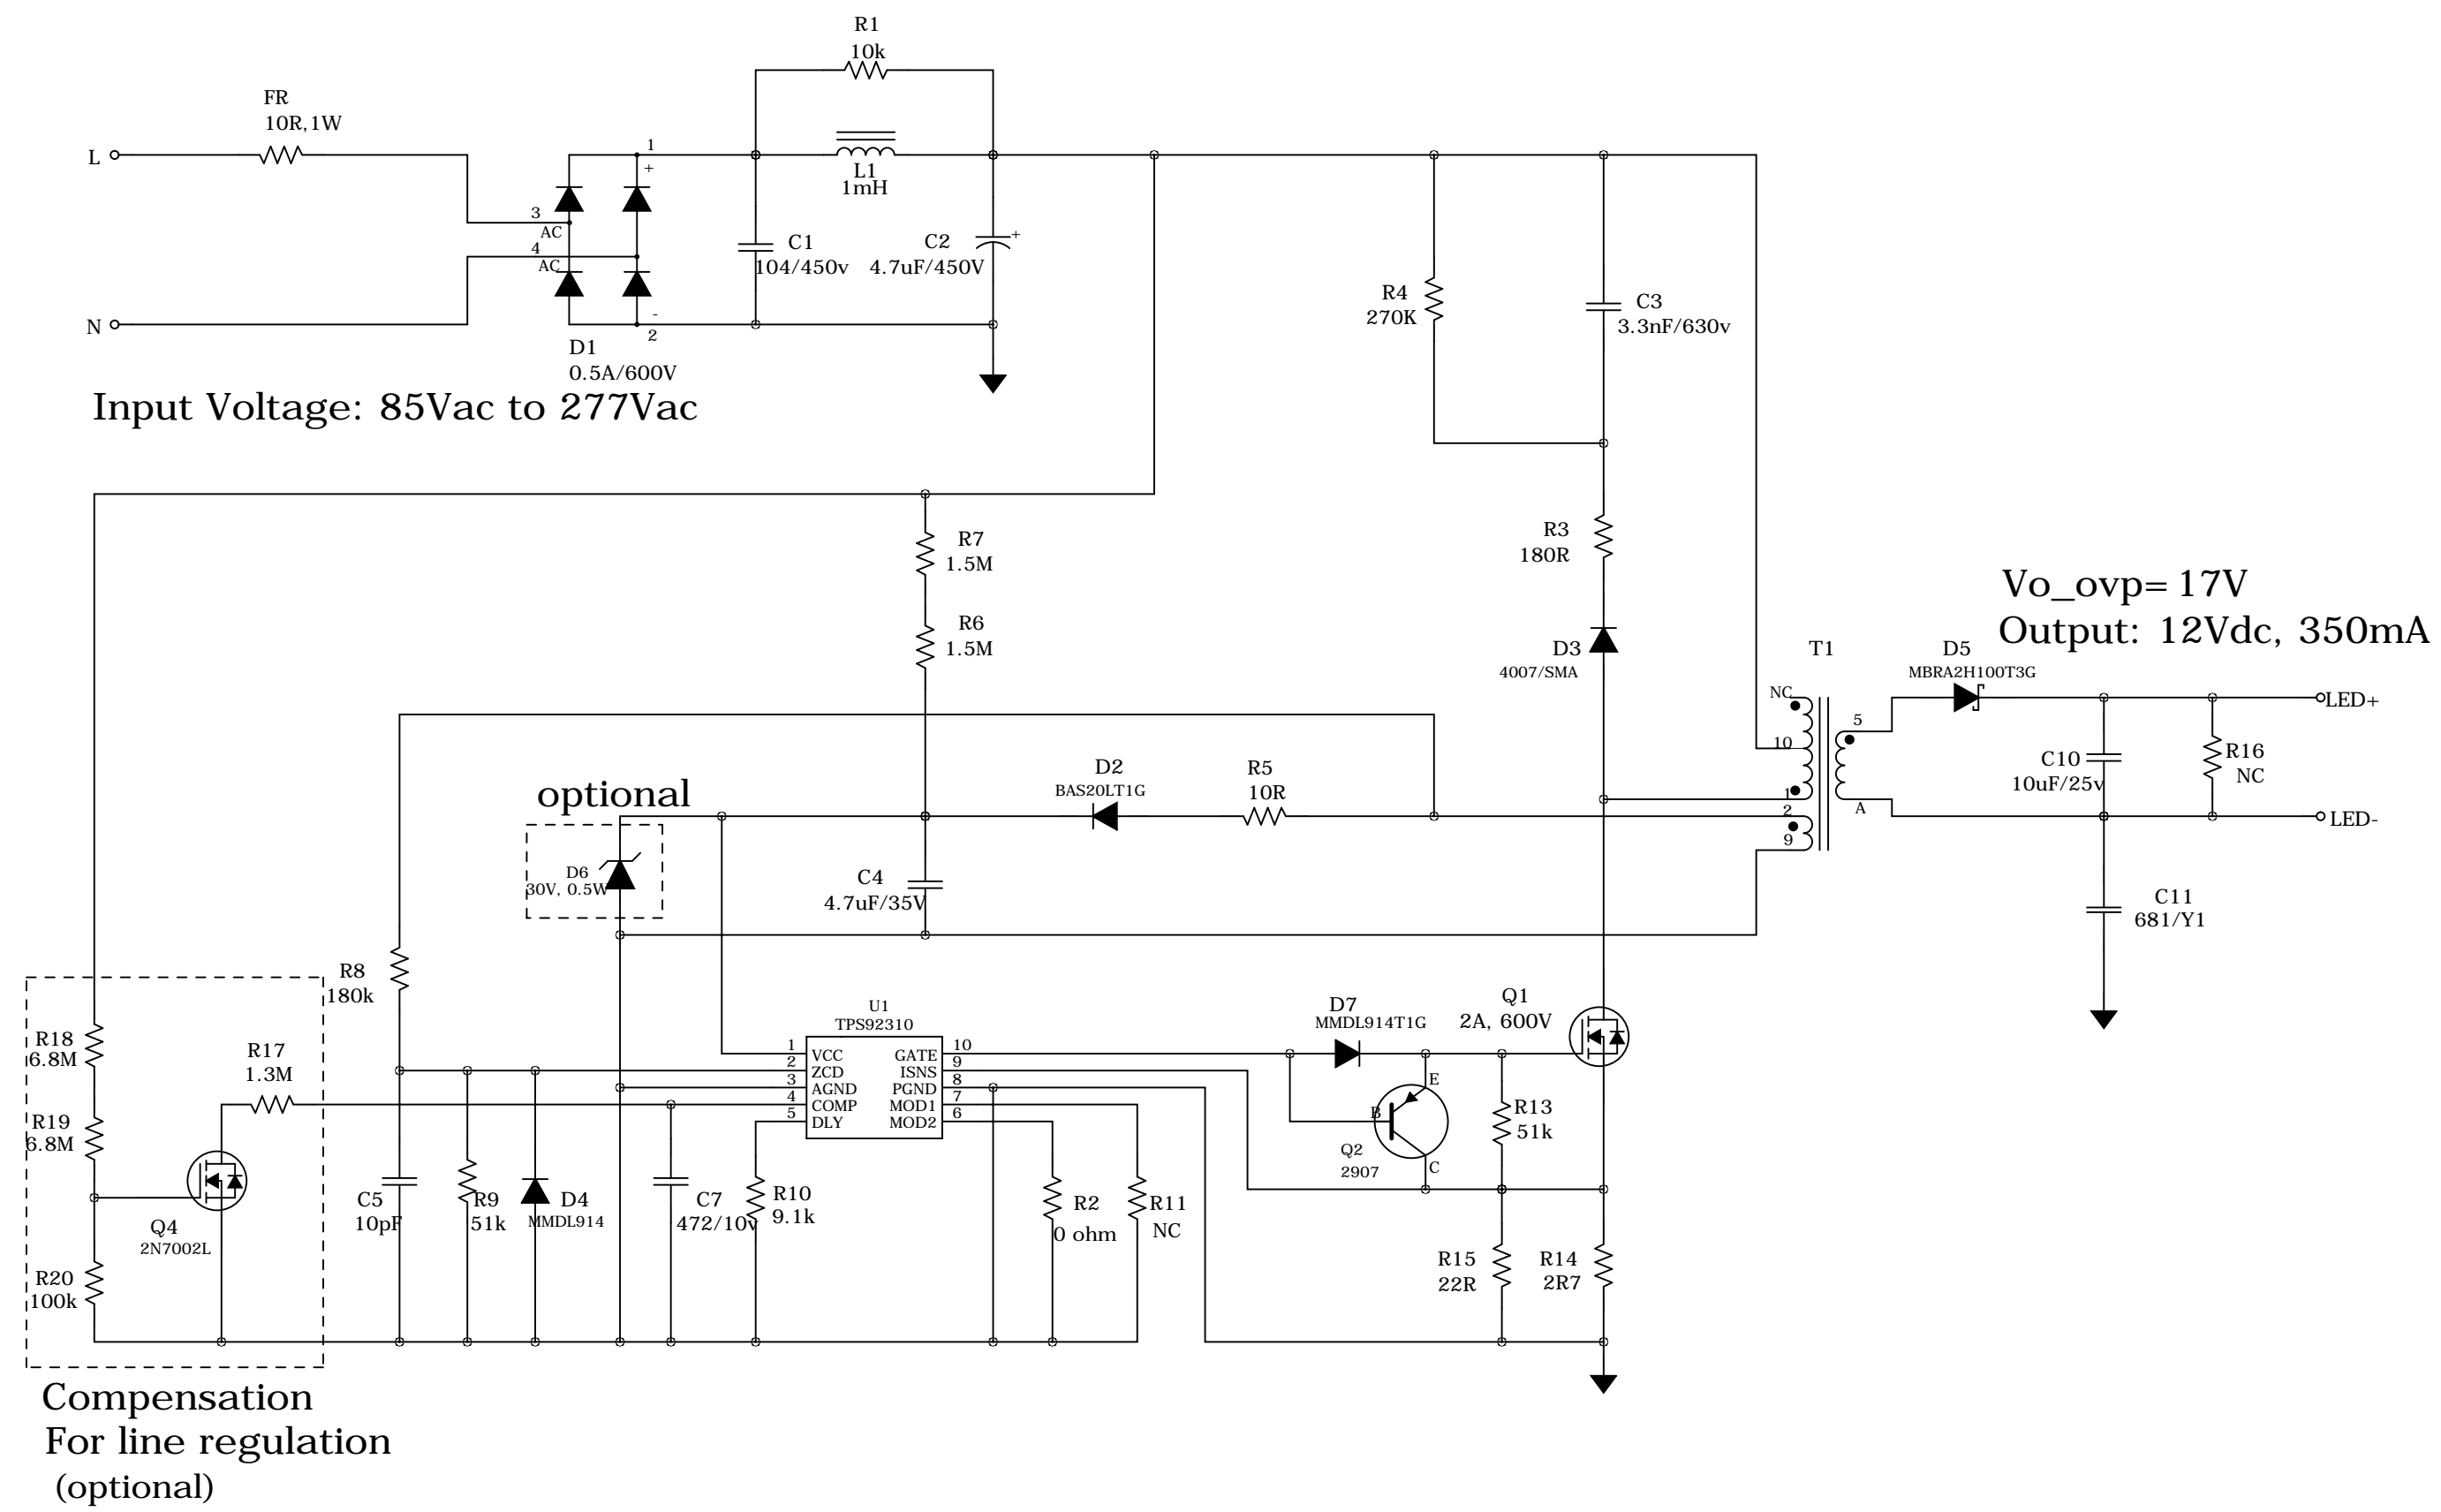 R1
10k
FR
10R,1W
L
1
+
L1
1mH
3
AC
4
AC
C1
104/450v
C2
4.7uF/450V
+
R4
270K
C3
3.3nF/630v
N
-
2
D1
0.5A/600V
Input Voltage: 85Vac to 277Vac
R7
1.5M
R3
180R
Vo_ovp= 17V
Output: 12Vdc, 350mA
R6
1.5M
D3
4007/SMA
T1
D5
MBRA2H100T3G
NC
LED+
5
10
R16
NC
C10
10uF/25v
optional
D2
BAS20LT1G
R5
10R
1
2
A
LED-
9
D6
30V, 0.5W
C4
4.7uF/35V
C11
681/Y1
R8
180k
U1
TPS92310
D7
MMDL914T1G
Q1
2A, 600V
R18
6.8M
R17
1.3M
1 VCC GATE 10
2 ZCD ISNS 9
3 AGND PGND 8
4 COMP MOD1 7
5 DLY MOD2 6
E
B
C
Q2
2907
R13
51k
R19
6.8M
C5
10pF
R9
51k
D4
MMDL914
C7
472/10v
R10
9.1k
R2
0 ohm
R11
NC
Q4
2N7002L
R20
100k
R15
22R
R14
2R7
Compensation
For line regulation
(optional)